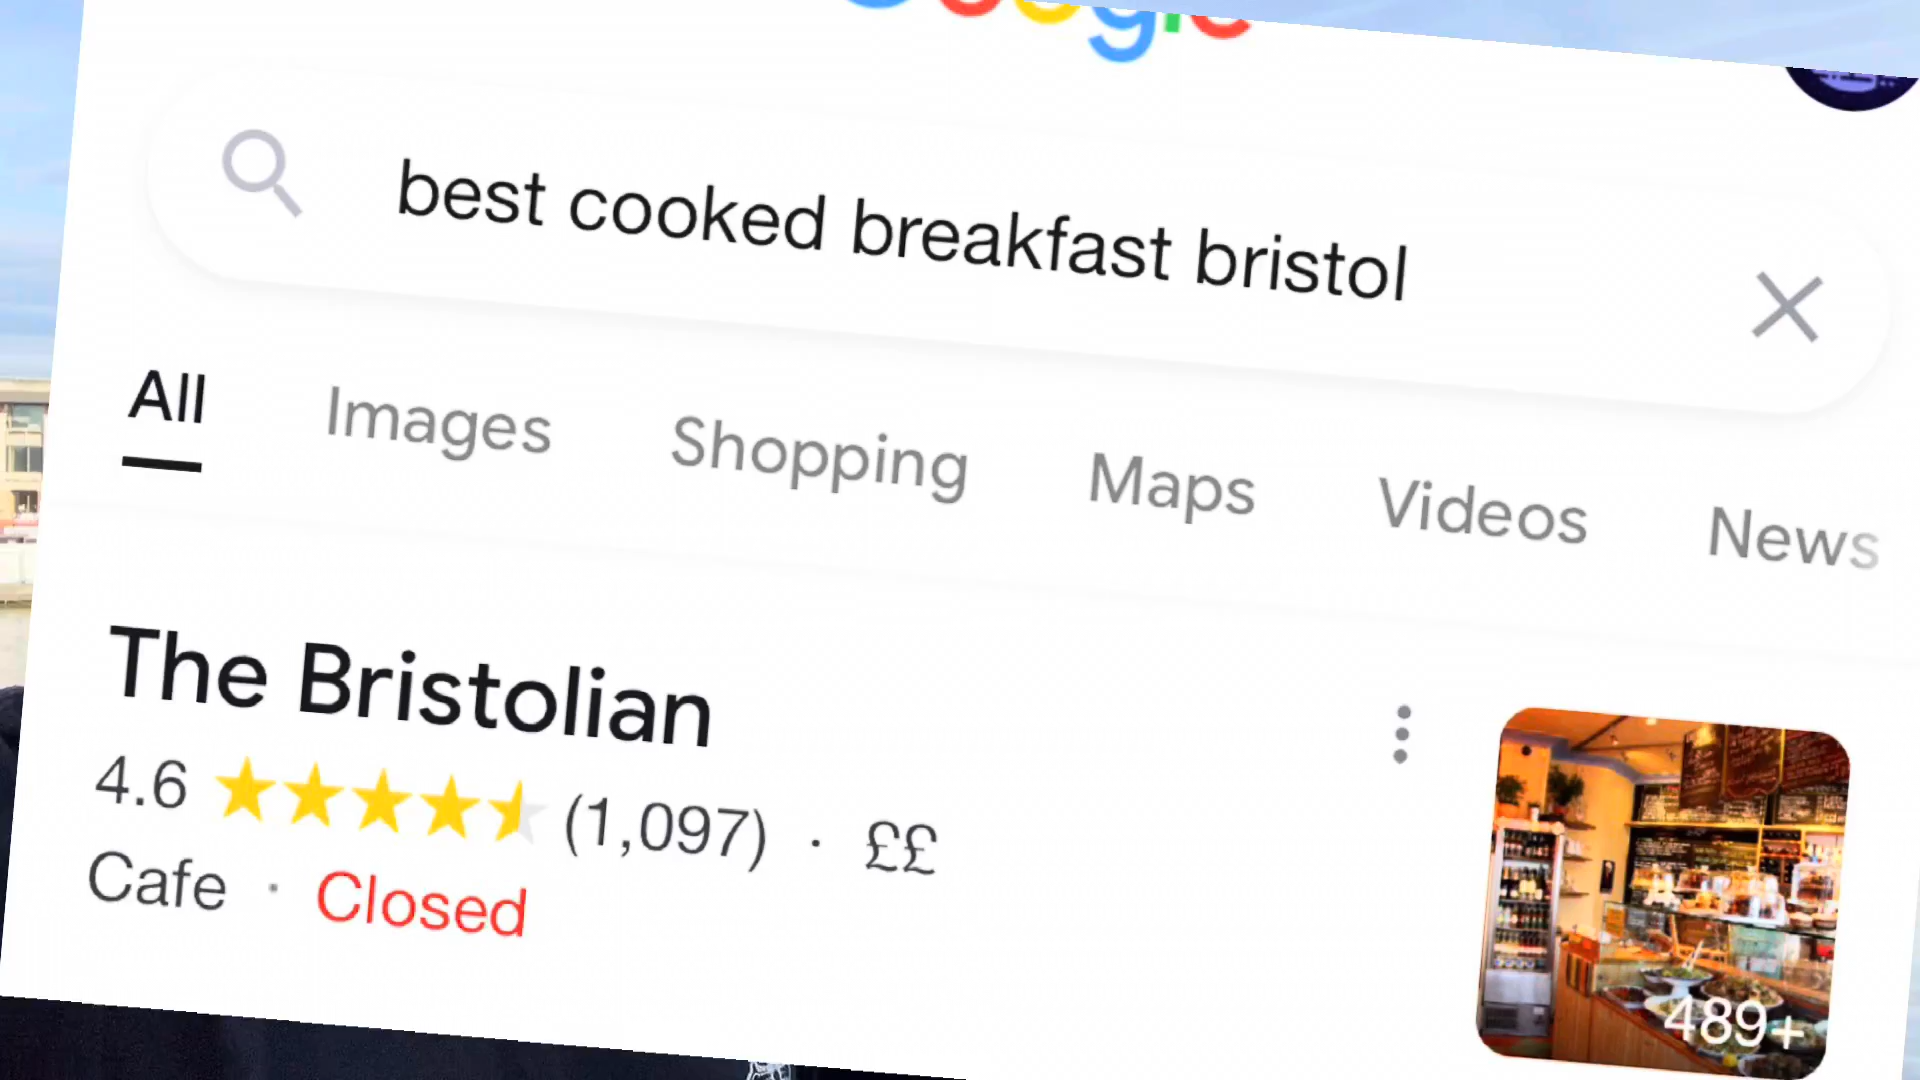 Google
best cooked breakfast bristol
All Images Shopping Maps Videos News
The Bristolian
4.6 (1,097) · ££
Cafe · Closed
489+